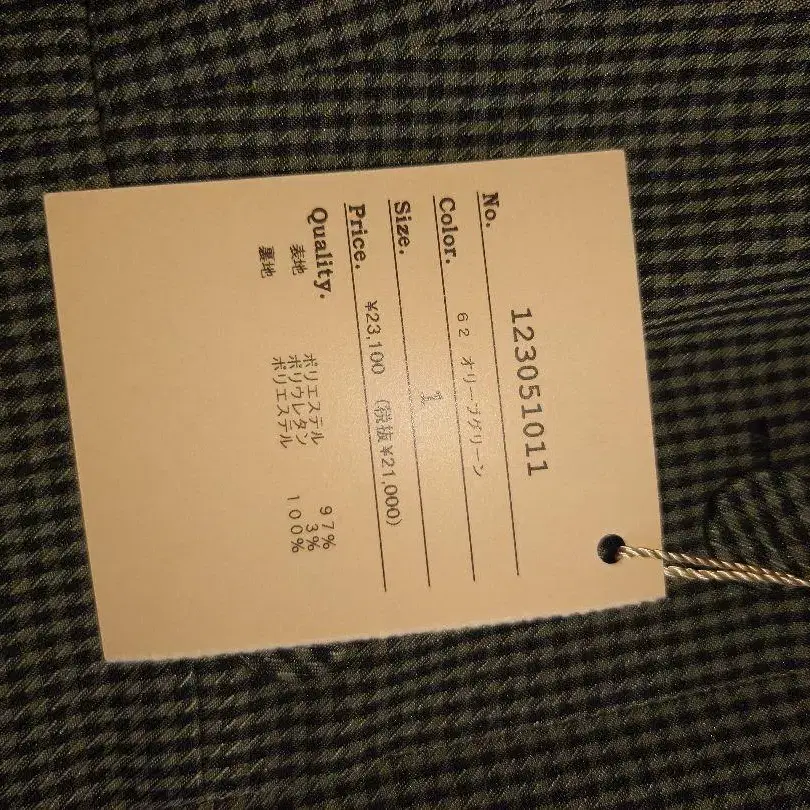 No. 123051011
Color. 62 オリーブグリーン
Size. 1
Price. ¥23,100 (税抜¥21,000)
Quality.
表地 ポリエステル 97%
ポリウレタン 3%
裏地 ポリエステル 100%